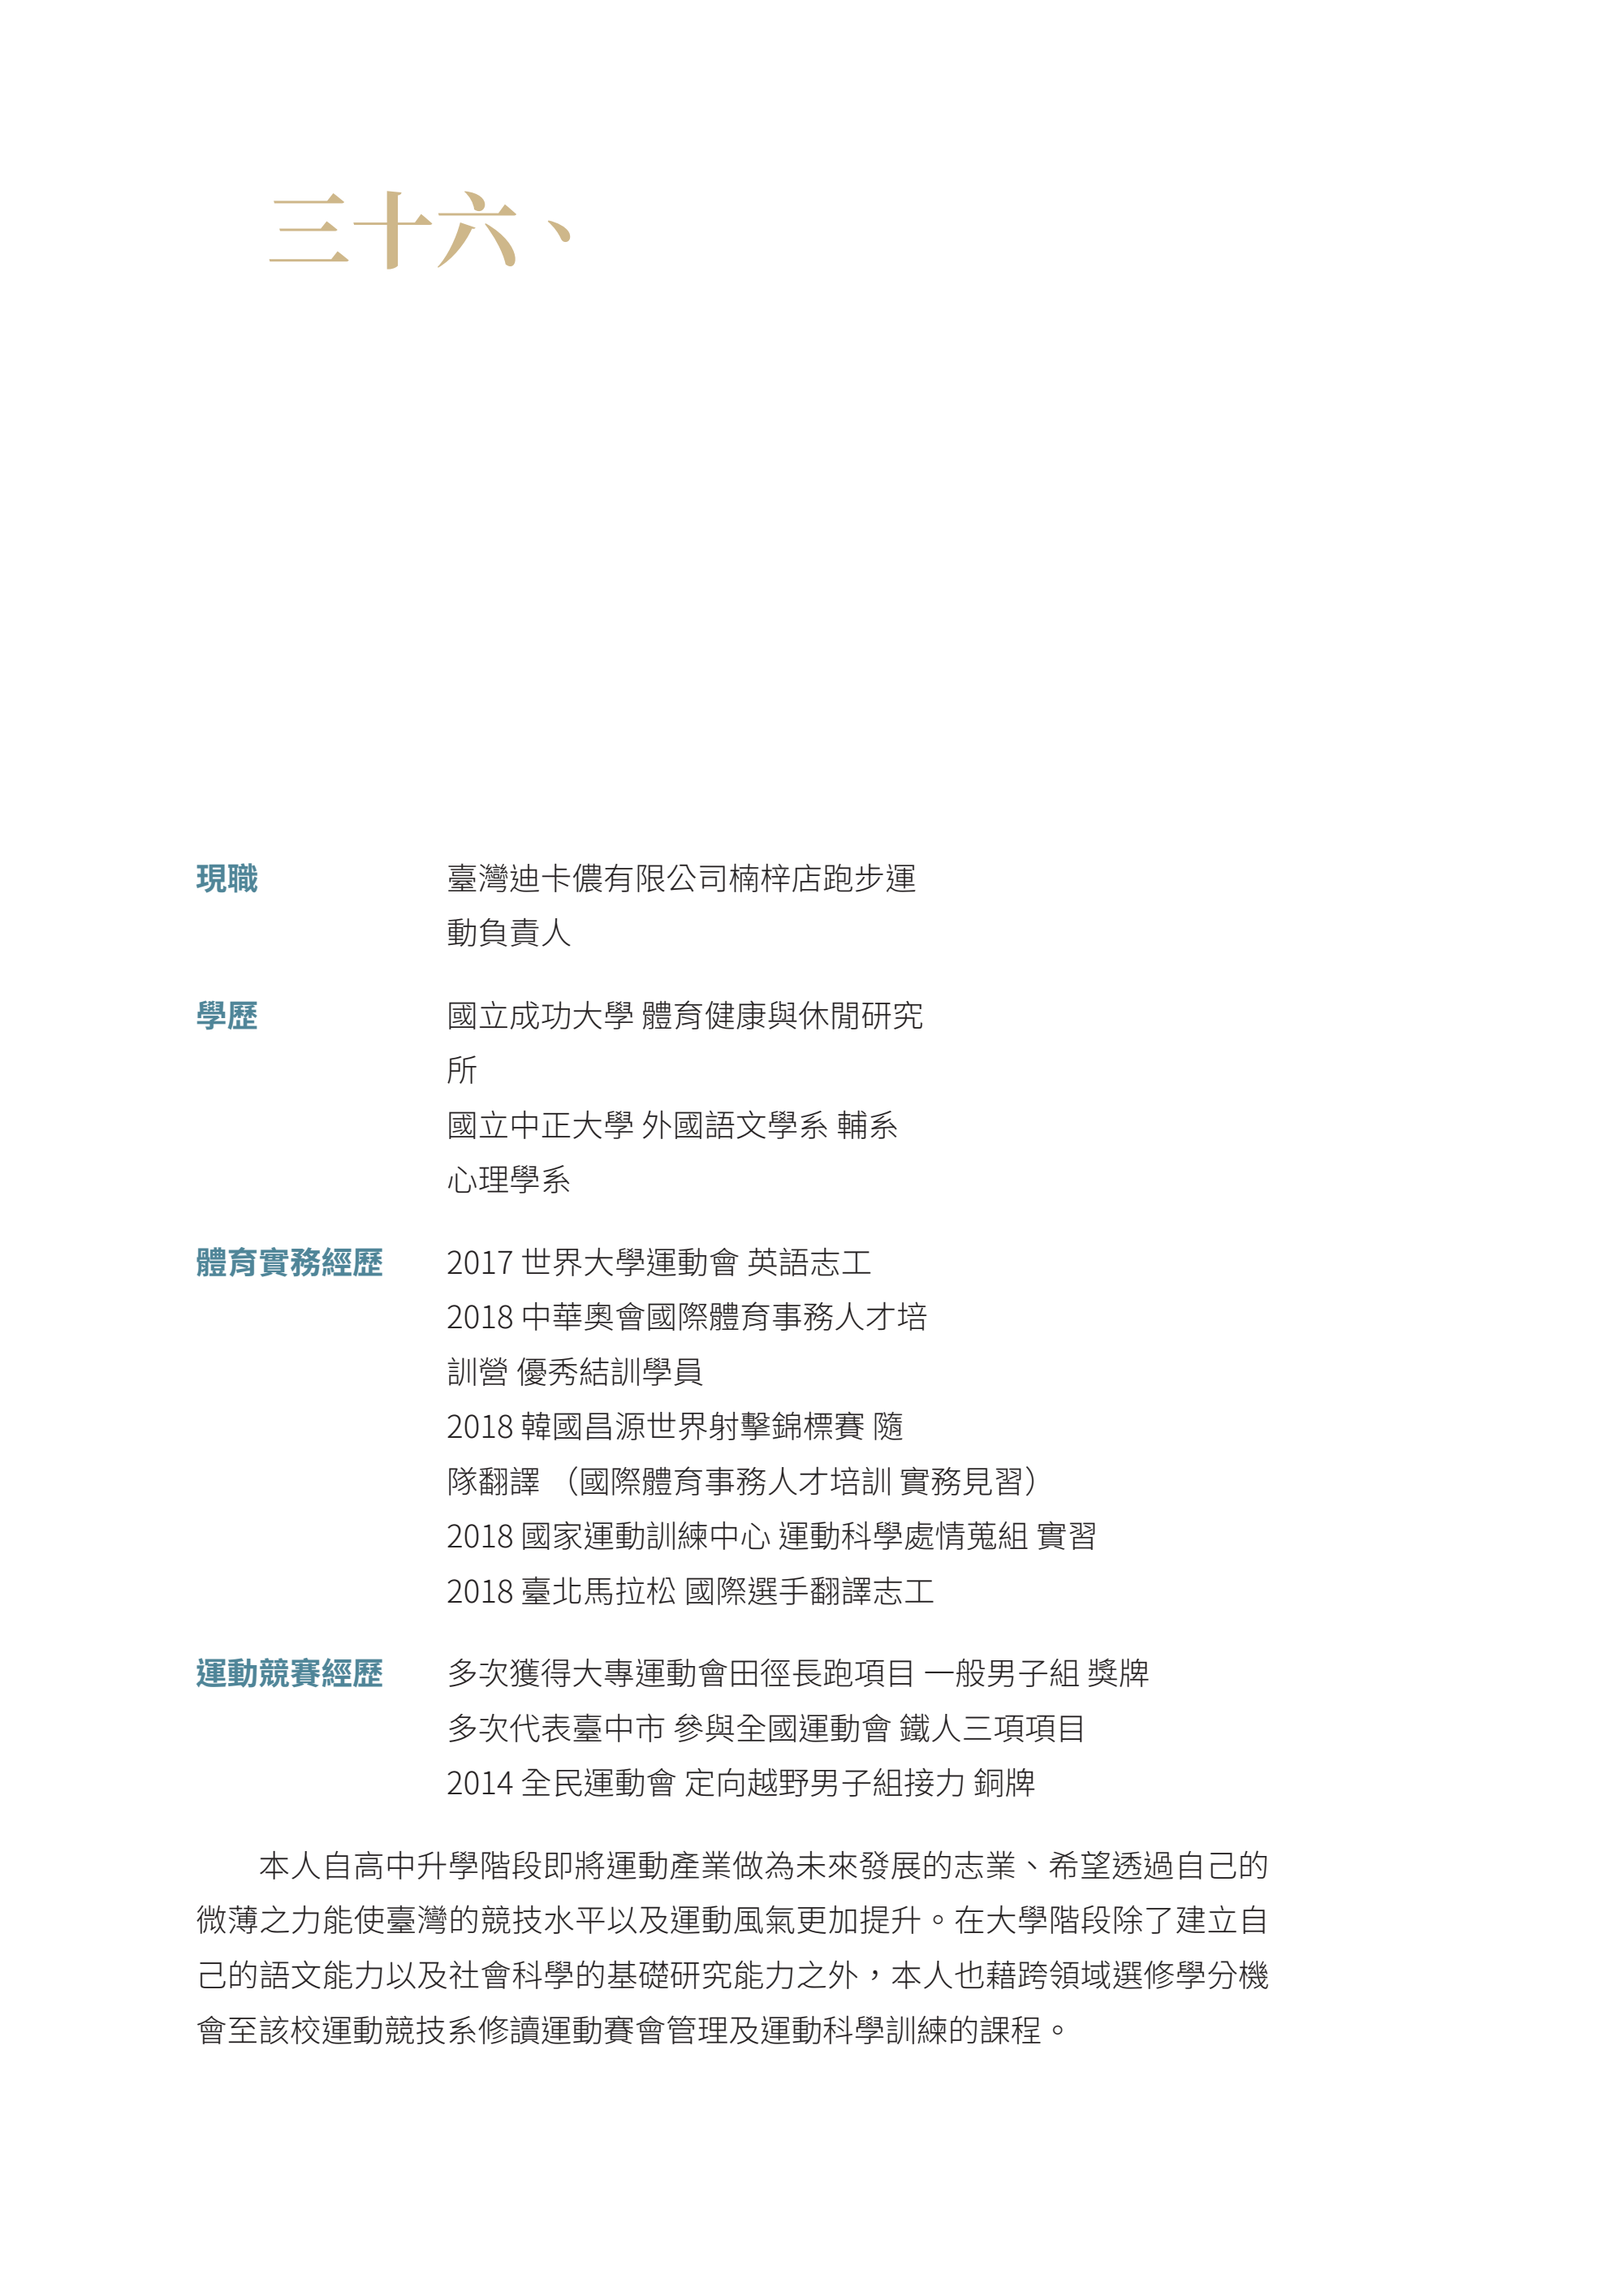 三十六、
現職 臺灣迪卡儂有限公司楠梓店跑步運
動負責人
學歷 國立成功大學 體育健康與休閒研究
所
國立中正大學 外國語文學系 輔系
心理學系
體育實務經歷 2017 世界大學運動會 英語志工
2018 中華奧會國際體育事務人才培
訓營 優秀結訓學員
2018 韓國昌源世界射擊錦標賽 隨
隊翻譯 （國際體育事務人才培訓 實務見習）
2018 國家運動訓練中心 運動科學處情蒐組 實習
2018 臺北馬拉松 國際選手翻譯志工
運動競賽經歷 多次獲得大專運動會田徑長跑項目 一般男子組 獎牌
多次代表臺中市 參與全國運動會 鐵人三項項目
2014 全民運動會 定向越野男子組接力 銅牌
本人自高中升學階段即將運動產業做為未來發展的志業、希望透過自己的
微薄之力能使臺灣的競技水平以及運動風氣更加提升。在大學階段除了建立自
己的語文能力以及社會科學的基礎研究能力之外，本人也藉跨領域選修學分機
會至該校運動競技系修讀運動賽會管理及運動科學訓練的課程。